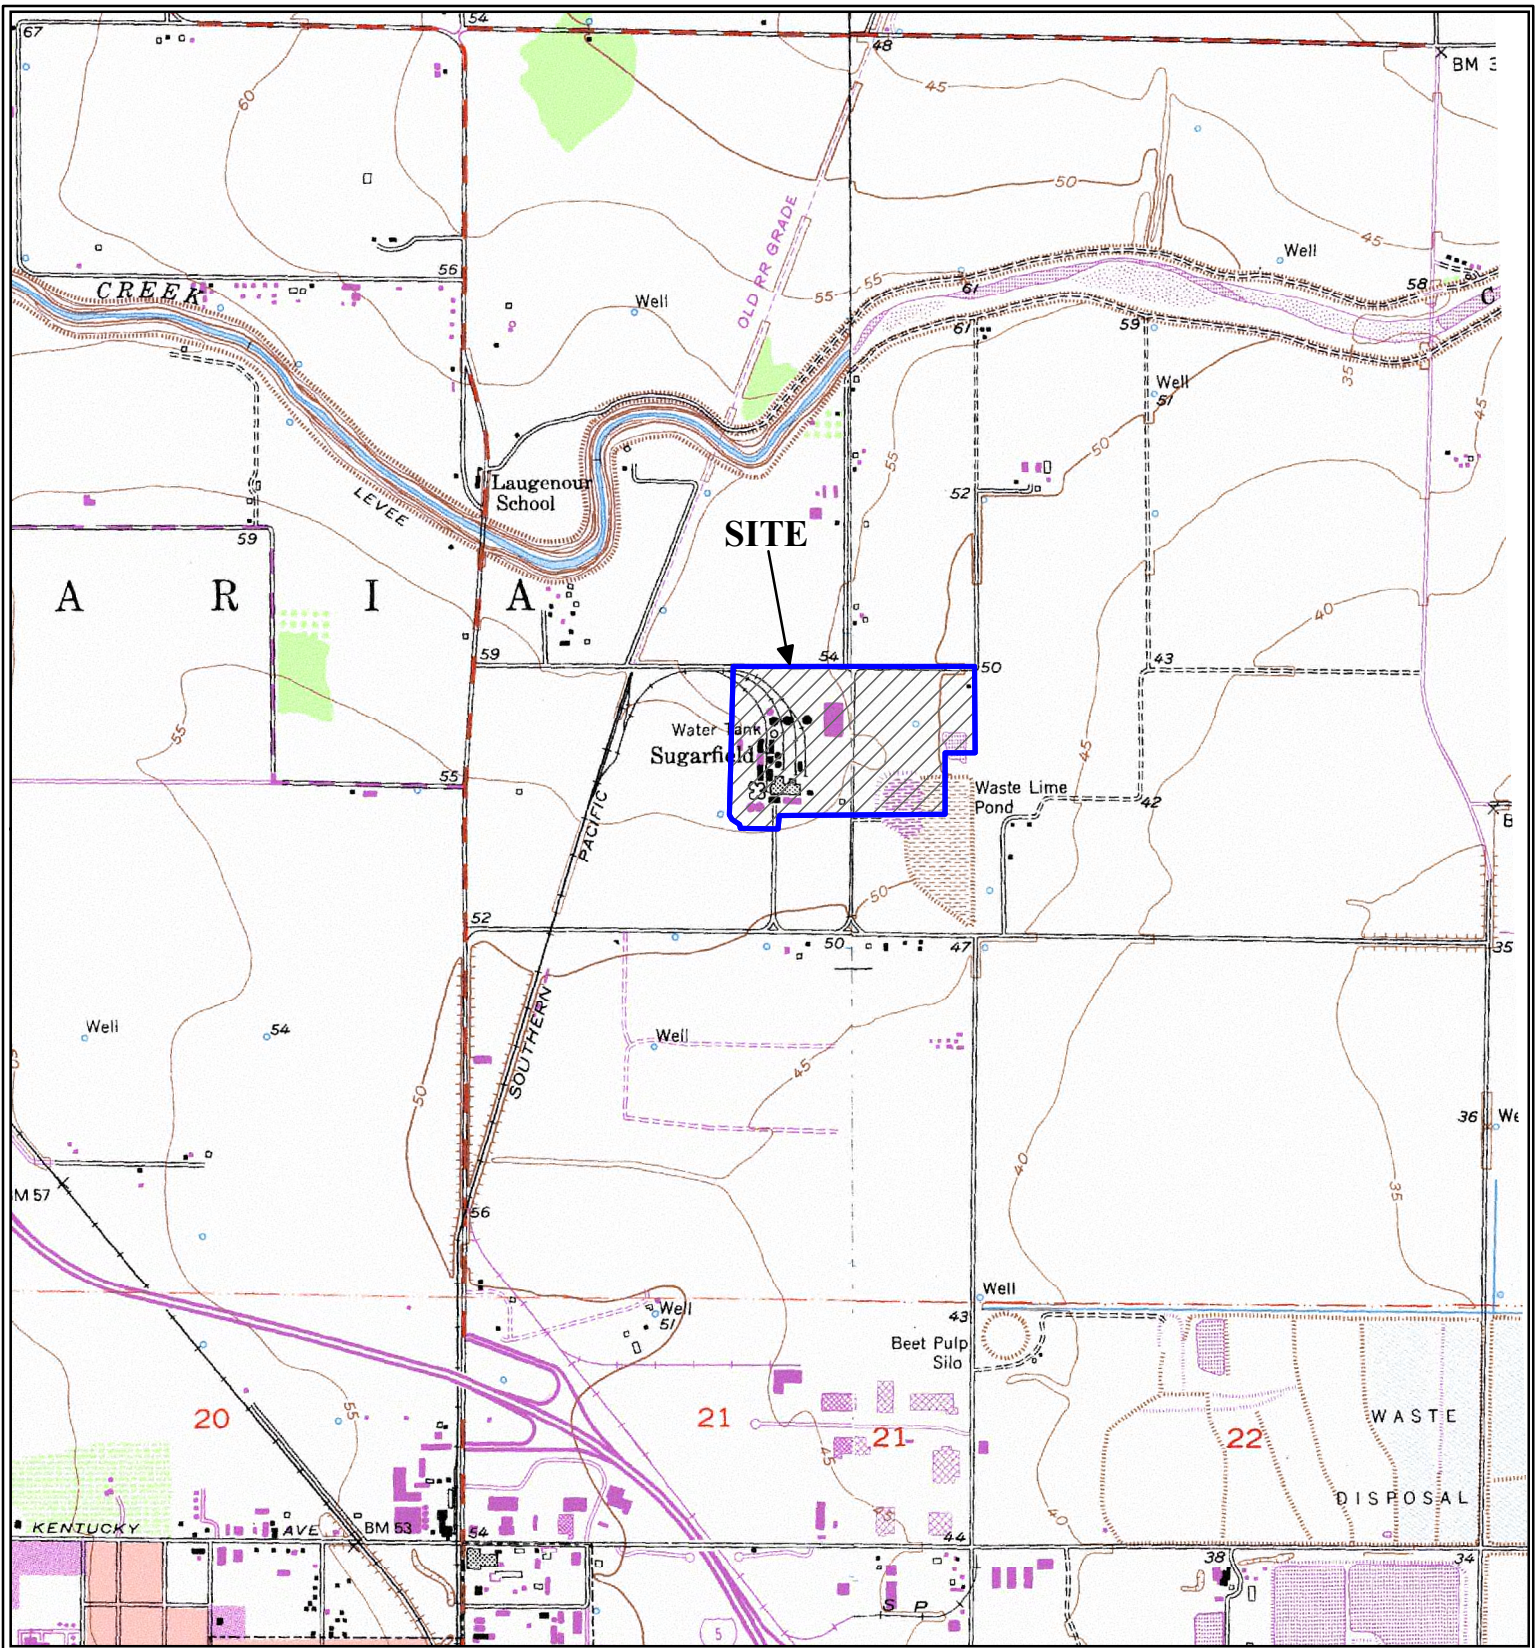 67
54
48
BM 3
60
45
50
OLD RR GRADE
Well
45
56
CREEK
Well
55
55
61
58
C
61
59
35
Well
51
45
50
55
Laugenour
School
LEVEE
52
59
SITE
A R I A
40
59
54
50
43
55
Water Tank
Sugarfield
45
55
Waste Lime
Pond
42
PACIFIC
50
52
50
47
35
Well
54
SOUTHERN
Well
45
50
36
40
35
M 57
56
Well
Well
51
43
Beet Pulp
Silo
20
55
21
21
22
WASTE
45
DISPOSAL
45
40
KENTUCKY AVE
BM 53
54
44
38
34
S P
5